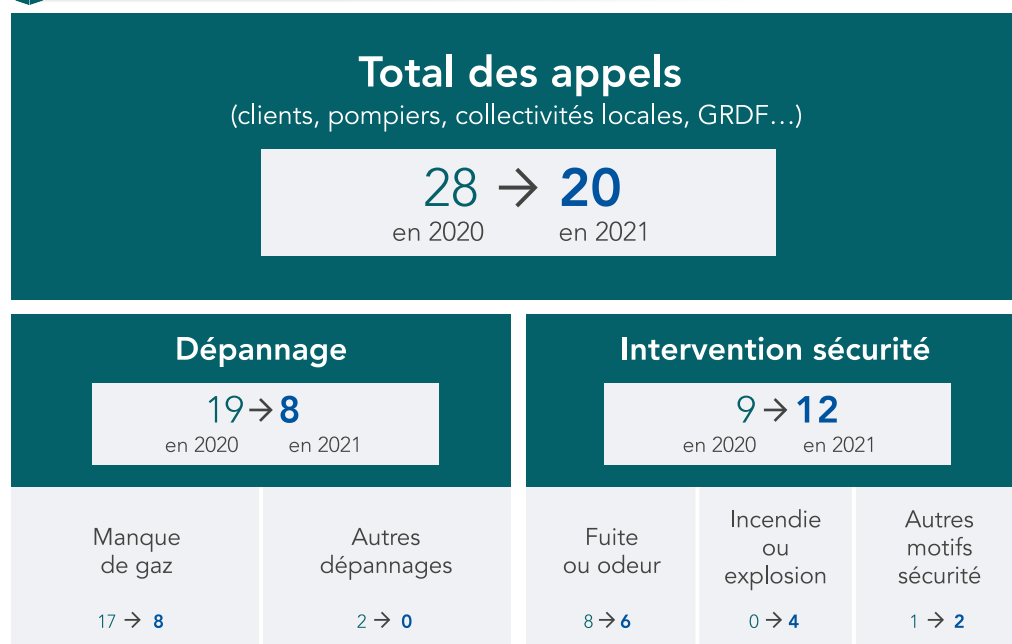 Total des appels
(clients, pompiers, collectivités locales, GRDF…)
28 → 20
en 2020 en 2021
Dépannage
19 → 8
en 2020 en 2021
Manque
de gaz
17 → 8
Autres
dépannages
2 → 0
Intervention sécurité
9 → 12
en 2020 en 2021
Fuite
ou odeur
8 → 6
Incendie
ou
explosion
0 → 4
Autres
motifs
sécurité
1 → 2